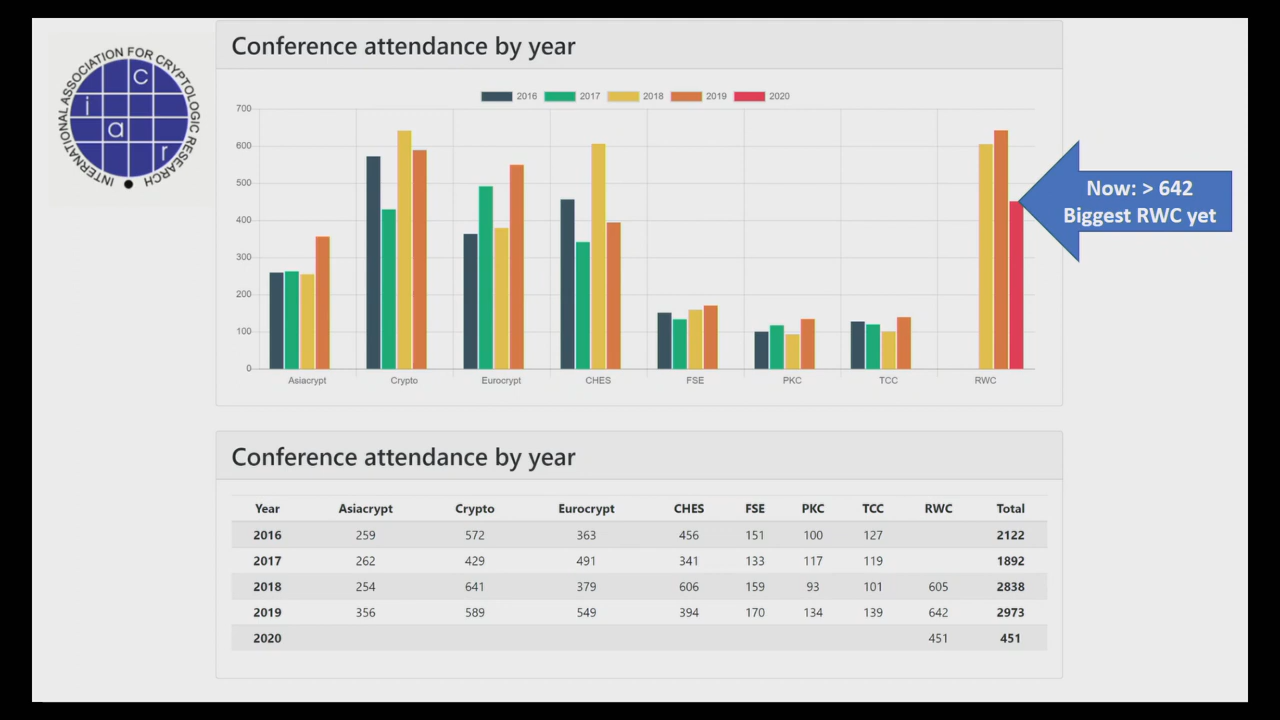 INTERNATIONAL ASSOCIATION FOR CRYPTOLOGIC RESEARCH
i a c r
Conference attendance by year
2016 2017 2018 2019 2020
700
600
500
400
300
200
100
0
Asiacrypt Crypto Eurocrypt CHES FSE PKC TCC RWC
Now: > 642
Biggest RWC yet
Conference attendance by year
Year Asiacrypt Crypto Eurocrypt CHES FSE PKC TCC RWC Total
2016 259 572 363 456 151 100 127 2122
2017 262 429 491 341 133 117 119 1892
2018 254 641 379 606 159 93 101 605 2838
2019 356 589 549 394 170 134 139 642 2973
2020 451 451